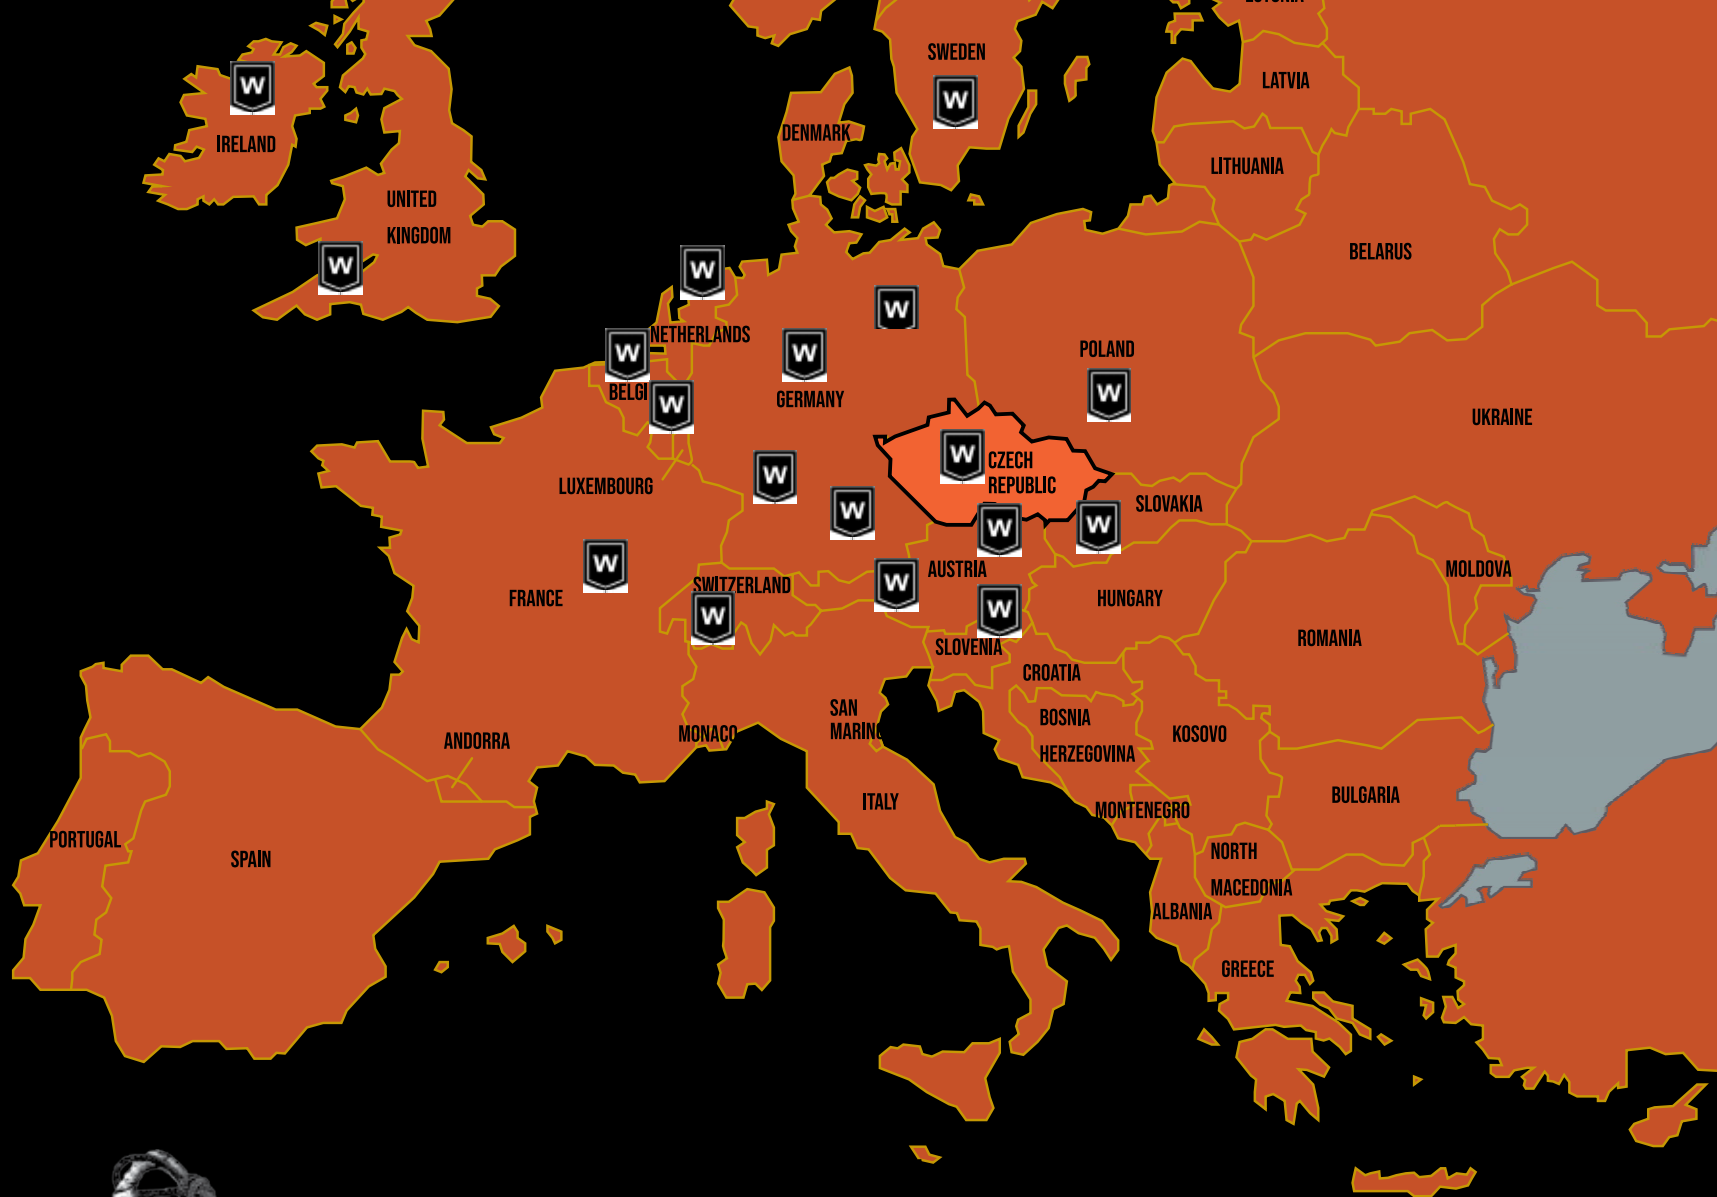 SWEDEN
LATVIA
DENMARK
W
W
IRELAND
LITHUANIA
UNITED
KINGDOM
BELARUS
W
W
W
NETHERLANDS
POLAND
W
W
BELGI
GERMANY
W
W
UKRAINE
W
CZECH
REPUBLIC
LUXEMBOURG
W
SLOVAKIA
W
W
W
FRANCE
W
AUSTRIA
MOLDOVA
SWITZERLAND
W
HUNGARY
W
W
ROMANIA
SLOVENIA
CROATIA
SAN
MARINO
BOSNIA
HERZEGOVINA
KOSOVO
MONACO
ANDORRA
ITALY
BULGARIA
MONTENEGRO
PORTUGAL
SPAIN
NORTH
MACEDONIA
ALBANIA
GREECE